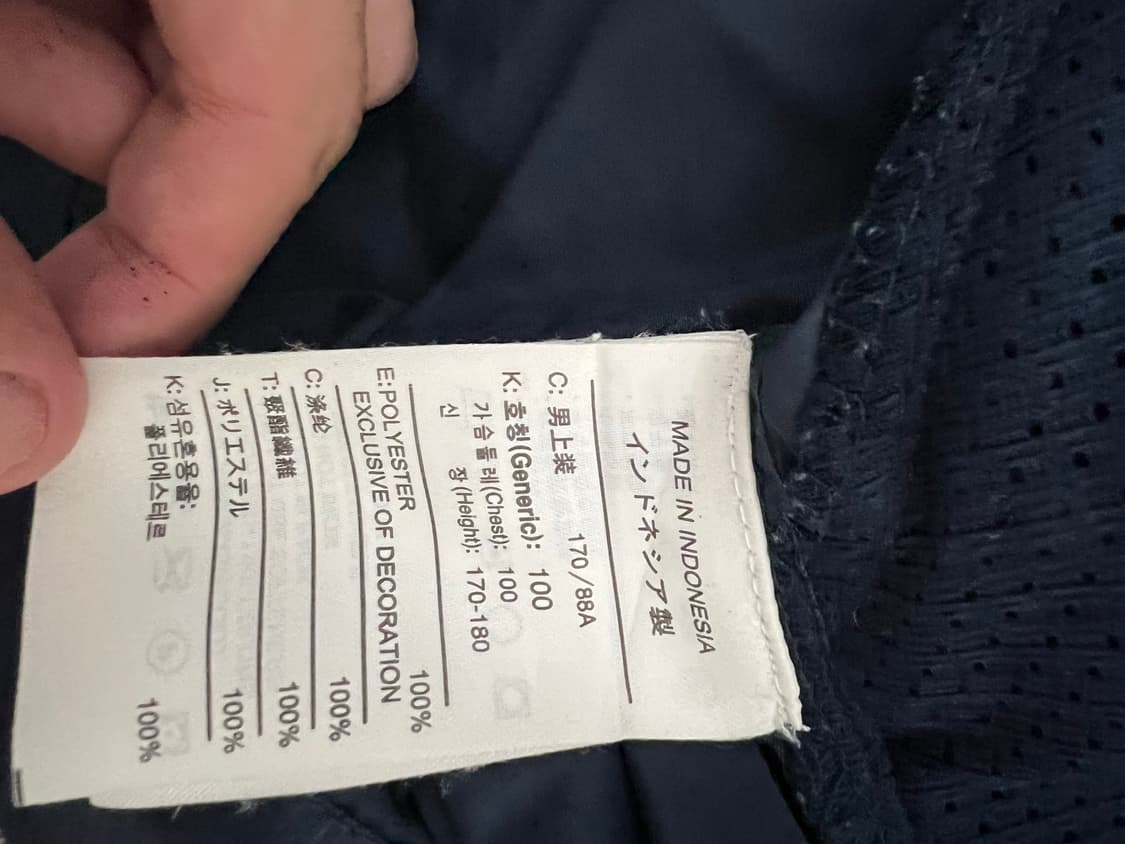 MADE IN INDONESIA
インドネシア製
C: 男上装 170/88A
K: 호칭(Generic): 100
가슴둘레(Chest): 100
신 장(Height): 170-180
E:POLYESTER 100%
EXCLUSIVE OF DECORATION
C: 涤纶 100%
T: 聚酯纖維 100%
J: ポリエステル 100%
K: 섬유혼용율:
폴리에스테르 100%